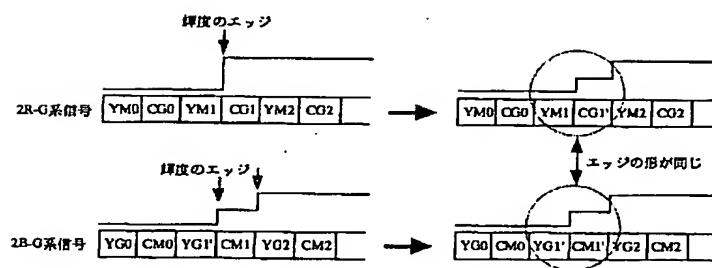 輝度のエッジ
2R-G系信号 YM0 CG0 YM1 CG1 YM2 CG2
YM0 CG0 YM1 CG1' YM2 CG2
エッジの形が同じ
輝度のエッジ
2B-G系信号 YG0 CM0 YG1' CM1 YG2 CM2
YG0 CM0 YG1' CM1' YG2 CM2